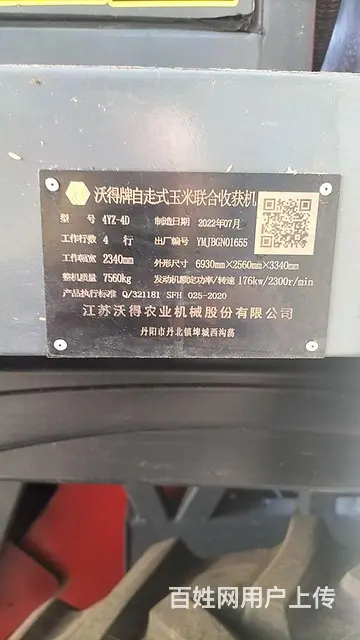 沃得牌自走式玉米联合收获机
型 号 4YZ-4D 制造日期 2022年07月
工作行数 4 行 出厂编号 YMJBGN01655
工作幅宽 2340mm 外形尺寸 6930mm×2560mm×3340mm
整机质量 7560kg 发动机额定功率/转速 176kw/2300r/min
产品执行标准 Q/321181 SFH 025-2020
江苏沃得农业机械股份有限公司
丹阳市丹北镇埤城西沟荡
百姓网用户上传